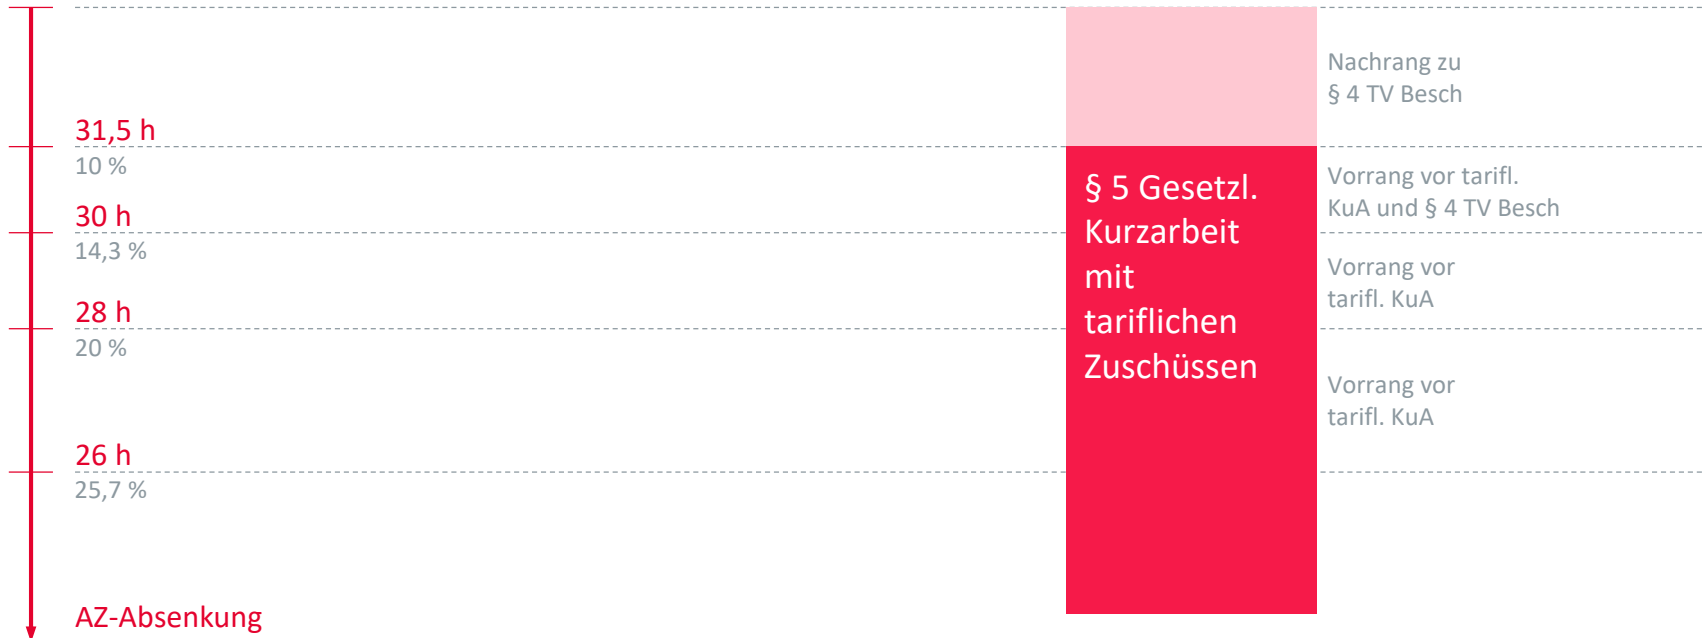 31,5 h
10 %
30 h
14,3 %
28 h
20 %
26 h
25,7 %
AZ-Absenkung
§ 5 Gesetzl.
Kurzarbeit
mit
tariflichen
Zuschüssen
Nachrang zu
§ 4 TV Besch
Vorrang vor tarifl.
KuA und § 4 TV Besch
Vorrang vor
tarifl. KuA
Vorrang vor
tarifl. KuA